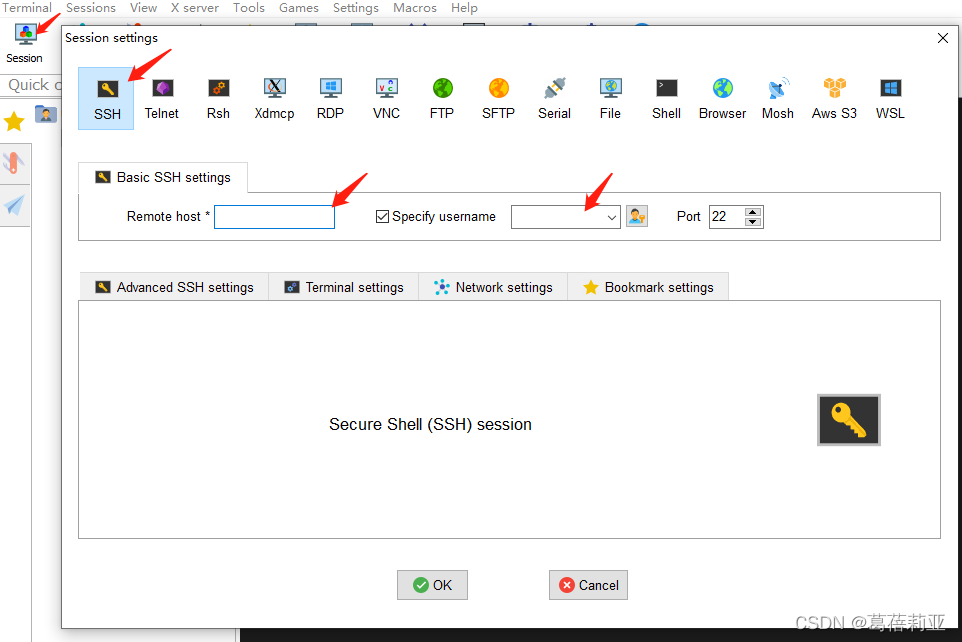 Terminal Sessions View X server Tools Games Settings Macros Help
Session settings
Session
Quick c
SSH Telnet Rsh Xdmcp RDP VNC FTP SFTP Serial File Shell Browser Mosh Aws S3 WSL
Basic SSH settings
Remote host * Specify username Port 22
Advanced SSH settings Terminal settings Network settings Bookmark settings
Secure Shell (SSH) session
OK Cancel
CSDN @葛蓓莉亚